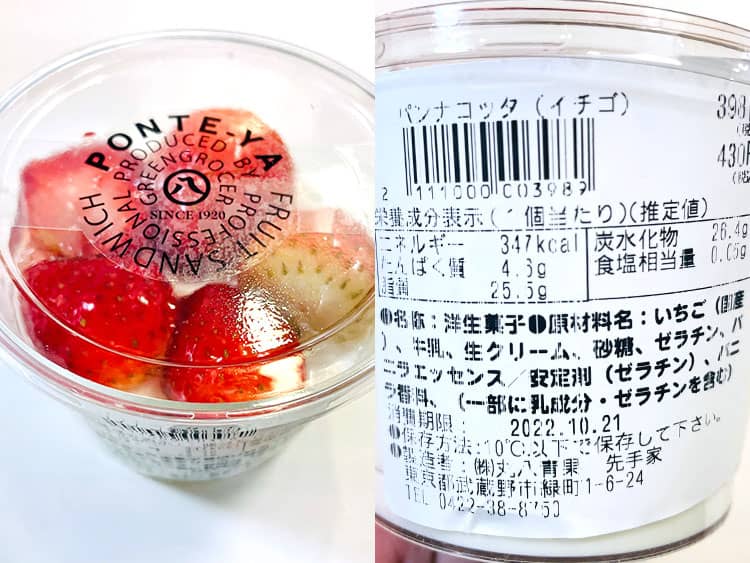 PONTE-YA
FRUIT SANDWICH
PRODUCED BY
PROFESSIONAL
GREENGROCER
八
SINCE 1920
パンナコッタ(イチゴ)
398
430
2 111000 003989
栄養成分表示(1個当たり)(推定値)
エネルギー 347kcal 炭水化物 26.4g
たんぱく質 4.6g 食塩相当量 0.05g
脂質 25.5g
●名称:洋生菓子●原材料名:いちご(国産
)、牛乳、生クリーム、砂糖、ゼラチン、バ
ニラエッセンス/安定剤(ゼラチン)、バニ
ラ香料、(一部に乳成分・ゼラチンを含む)
消費期限: 2022.10.21
●保存方法:10℃以下で保存して下さい。
●製造者:(株)丸八青果 先手家
東京都武蔵野市緑町1-6-24
TEL 0422-38-8750